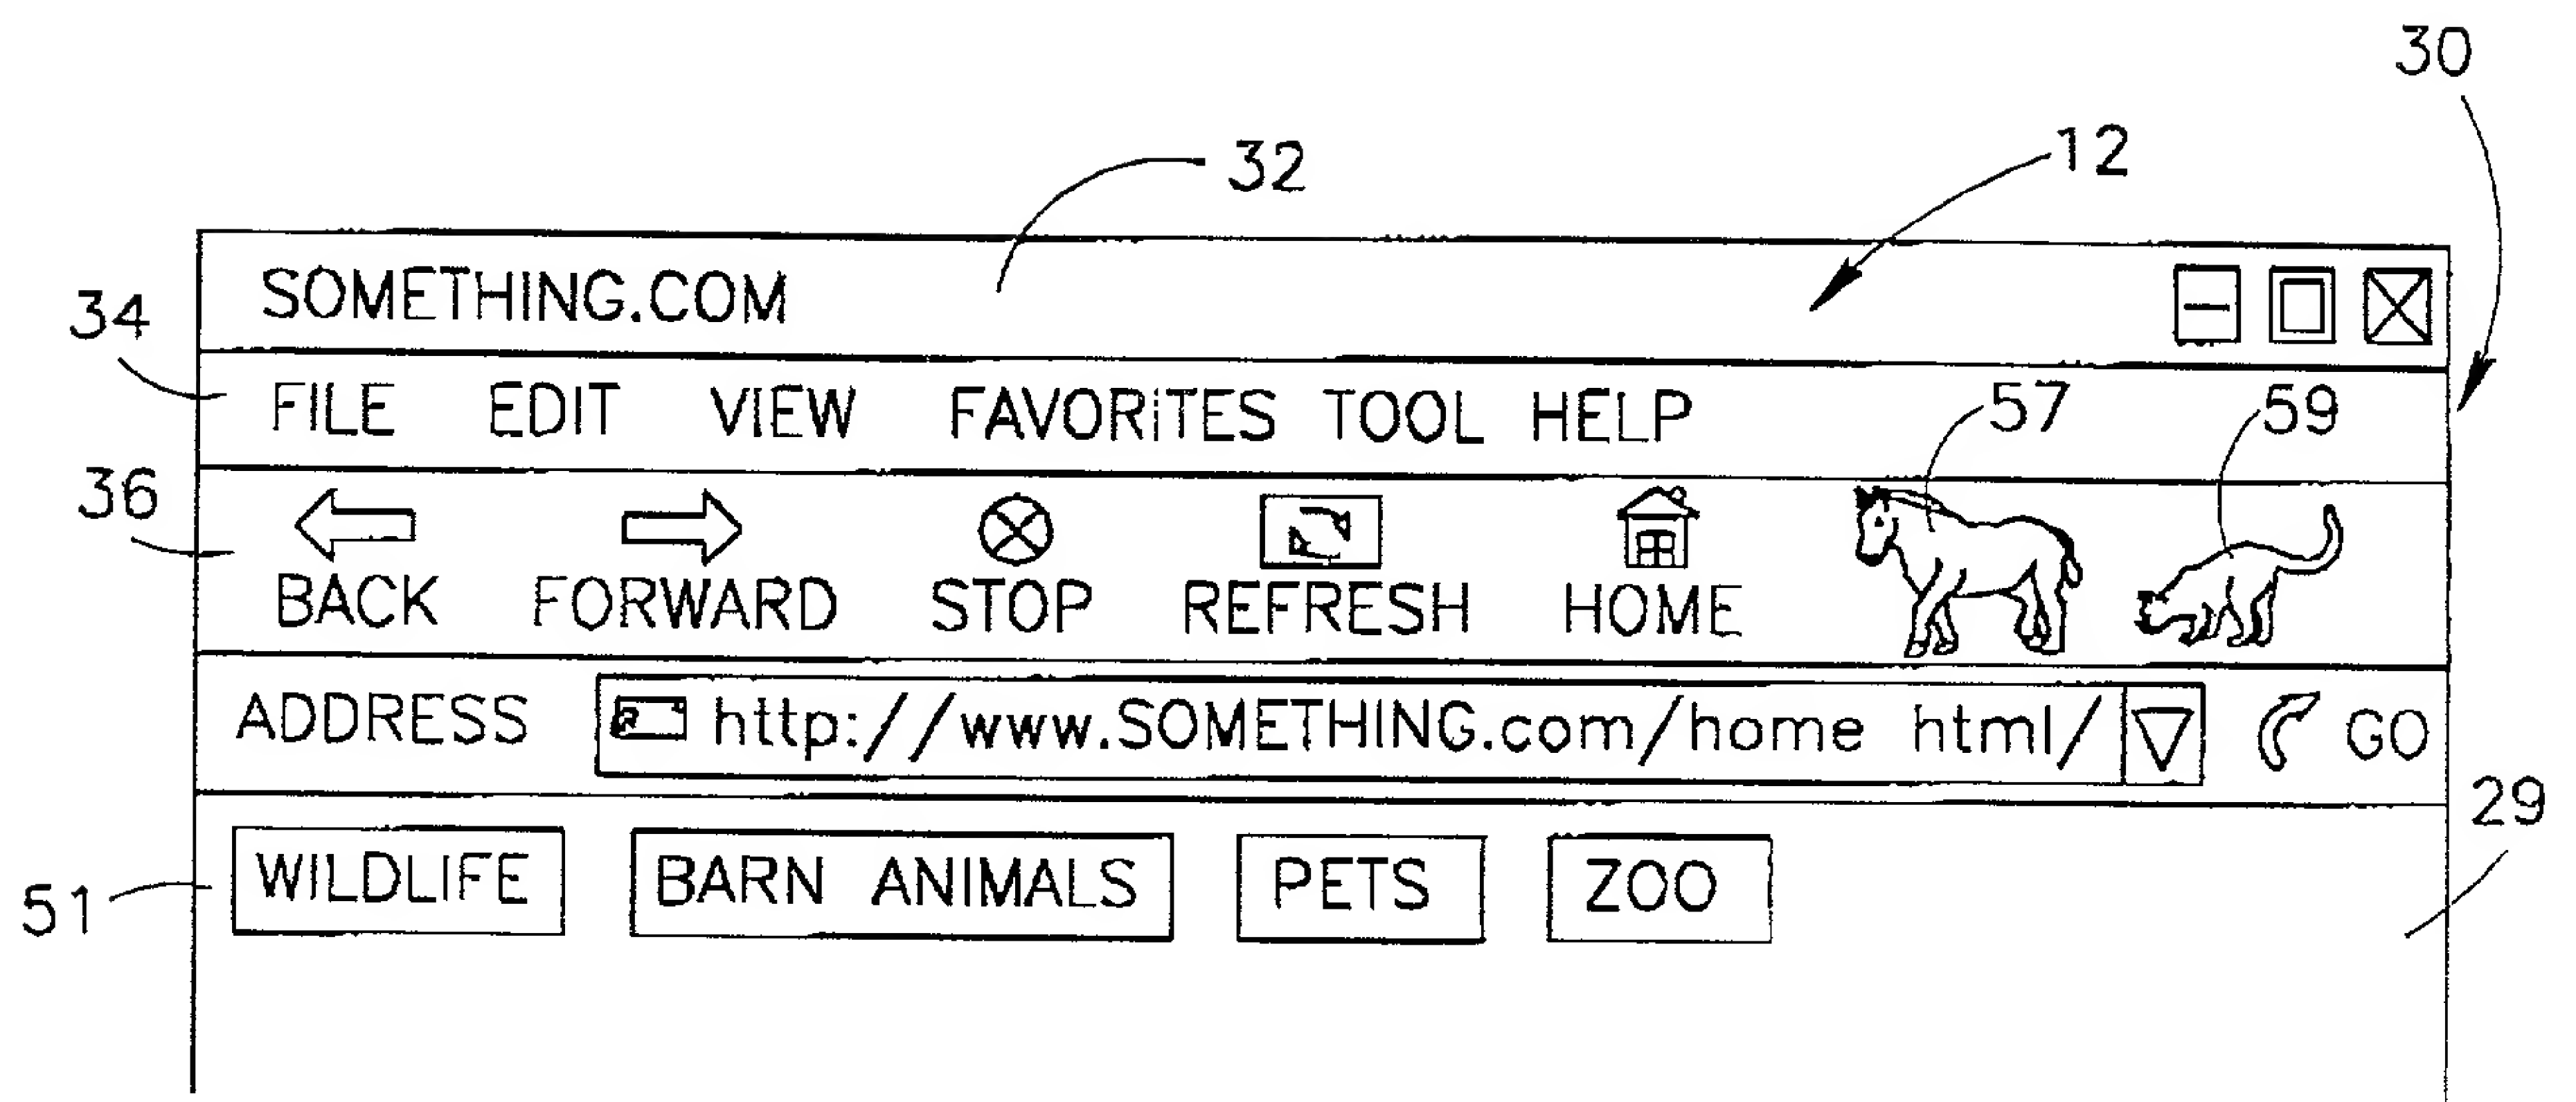 30
32
12
SOMETHING.COM
34
FILE EDIT VIEW FAVORITES TOOL HELP
57
59
36
BACK FORWARD STOP REFRESH HOME
ADDRESS http://www.SOMETHING.com/home html/ GO
29
WILDLIFE BARN ANIMALS PETS ZOO
51